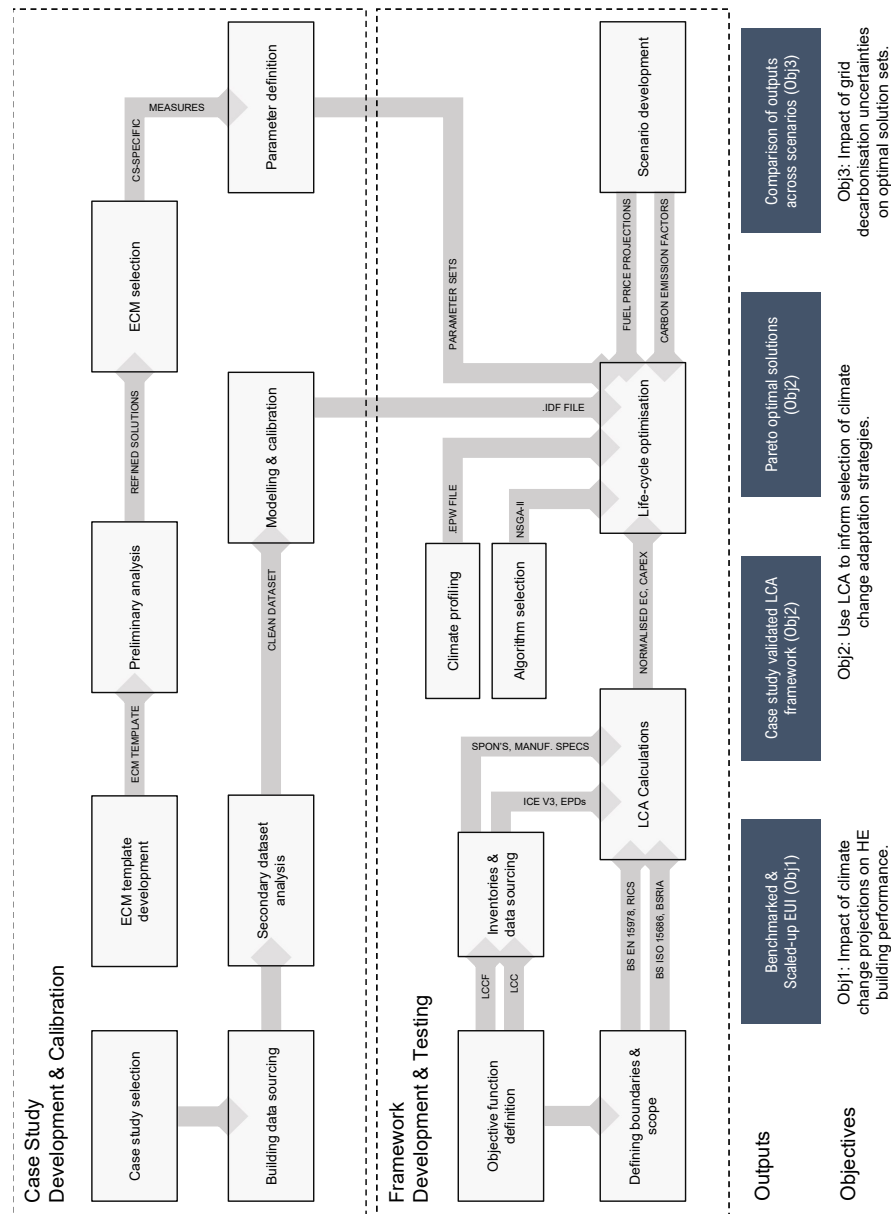 Case Study
Development & Calibration
Case study selection
ECM template
development
ECM TEMPLATE
Preliminary analysis
REFINED SOLUTIONS
ECM selection
CS-SPECIFIC
MEASURES
Building data sourcing
Secondary dataset
analysis
CLEAN DATASET
Modelling & calibration
Parameter definition
Framework
Development & Testing
Objective function
definition
LCCF
LCC
Inventories &
data sourcing
SPON'S, MANUF. SPECS
ICE V3, EPDs
Climate profiling
.EPW FILE
Algorithm selection
NSGA-II
.IDF FILE
PARAMETER SETS
Defining boundaries &
scope
BS EN 15978, RICS
BS ISO 15686, BSRIA
LCA Calculations
NORMALISED EC, CAPEX
Life-cycle optimisation
FUEL PRICE PROJECTIONS
CARBON EMISSION FACTORS
Scenario development
Outputs
Benchmarked &
Scaled-up EUI (Obj1)
Case study validated LCA
framework (Obj2)
Pareto optimal solutions
(Obj2)
Comparison of outputs
across scenarios (Obj3)
Objectives
Obj1: Impact of climate
change projections on HE
building performance.
Obj2: Use LCA to inform selection of climate
change adaptation strategies.
Obj3: Impact of grid
decarbonisation uncertainties
on optimal solution sets.